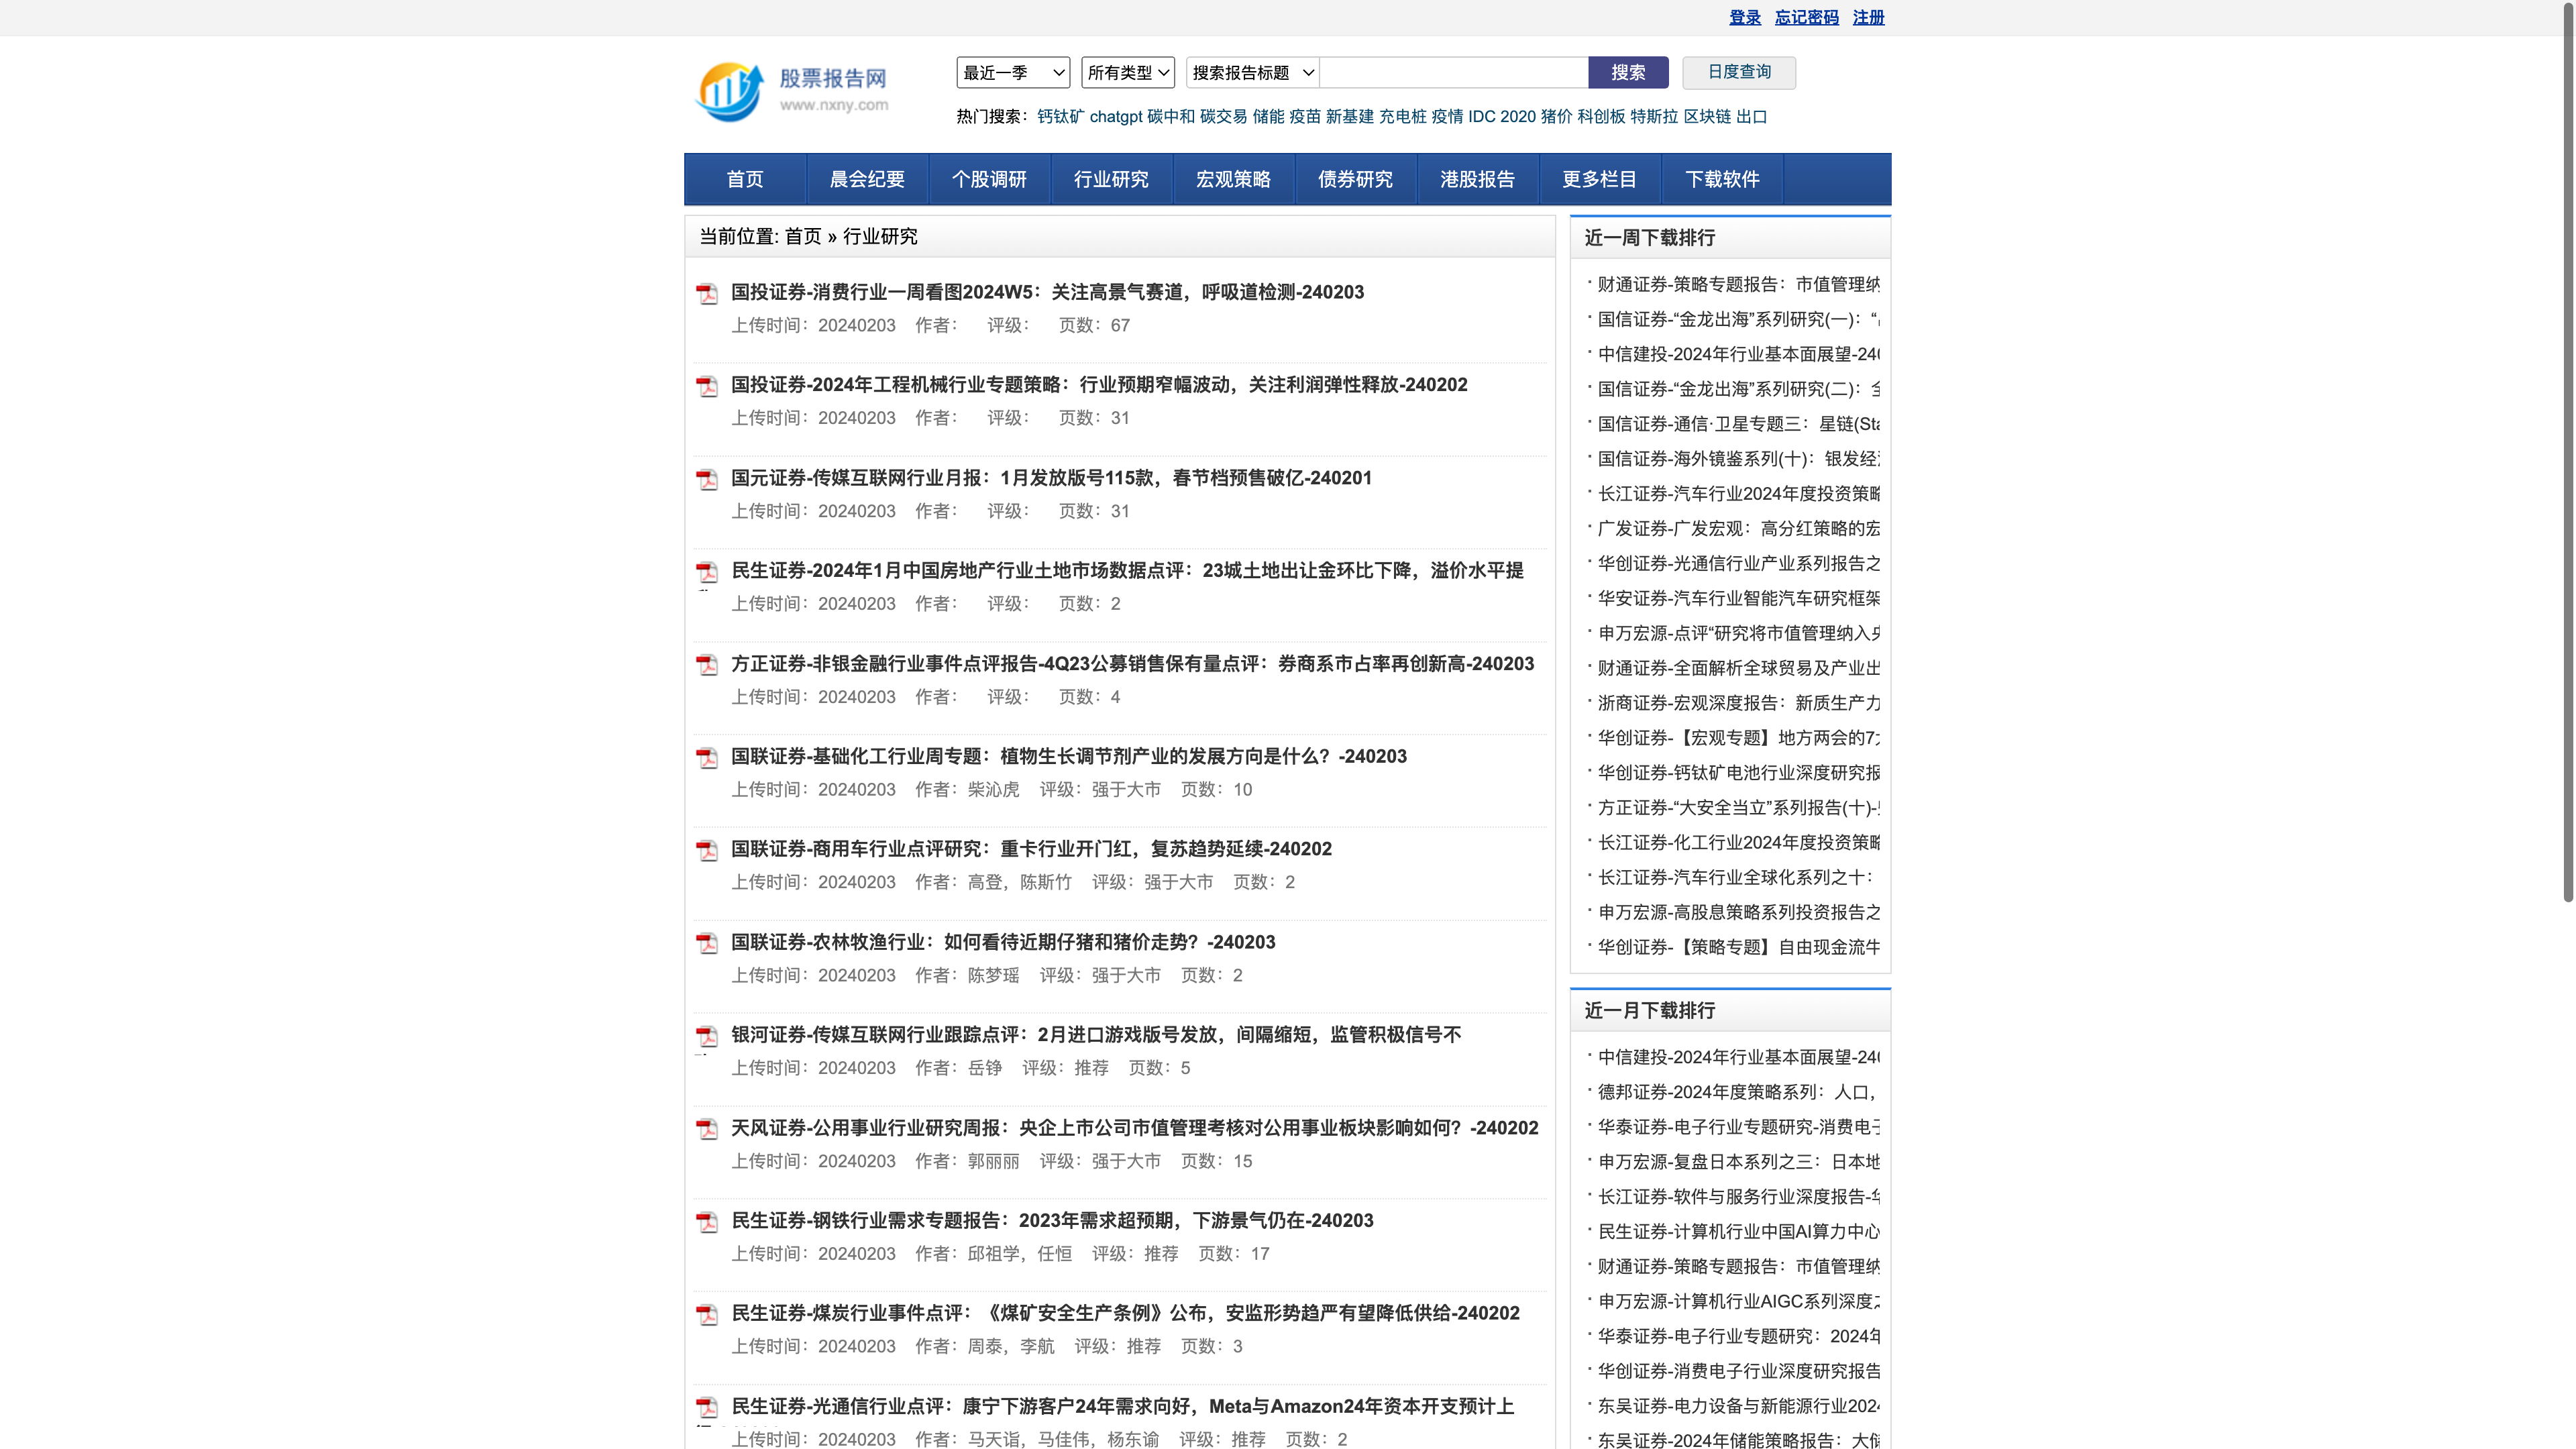 登录 忘记密码 注册
股票报告网
www.nxny.com
最近一季 所有类型 搜索报告标题 搜索 日度查询
热门搜索：钙钛矿 chatgpt 碳中和 碳交易 储能 疫苗 新基建 充电桩 疫情 IDC 2020 猪价 科创板 特斯拉 区块链 出口
首页 晨会纪要 个股调研 行业研究 宏观策略 债券研究 港股报告 更多栏目 下载软件
当前位置: 首页 » 行业研究
国投证券-消费行业一周看图2024W5：关注高景气赛道，呼吸道检测-240203
上传时间：20240203 作者： 评级： 页数：67
国投证券-2024年工程机械行业专题策略：行业预期窄幅波动，关注利润弹性释放-240202
上传时间：20240203 作者： 评级： 页数：31
国元证券-传媒互联网行业月报：1月发放版号115款，春节档预售破亿-240201
上传时间：20240203 作者： 评级： 页数：31
民生证券-2024年1月中国房地产行业土地市场数据点评：23城土地出让金环比下降，溢价水平提
上传时间：20240203 作者： 评级： 页数：2
方正证券-非银金融行业事件点评报告-4Q23公募销售保有量点评：券商系市占率再创新高-240203
上传时间：20240203 作者： 评级： 页数：4
国联证券-基础化工行业周专题：植物生长调节剂产业的发展方向是什么？-240203
上传时间：20240203 作者：柴沁虎 评级：强于大市 页数：10
国联证券-商用车行业点评研究：重卡行业开门红，复苏趋势延续-240202
上传时间：20240203 作者：高登，陈斯竹 评级：强于大市 页数：2
国联证券-农林牧渔行业：如何看待近期仔猪和猪价走势？-240203
上传时间：20240203 作者：陈梦瑶 评级：强于大市 页数：2
银河证券-传媒互联网行业跟踪点评：2月进口游戏版号发放，间隔缩短，监管积极信号不
上传时间：20240203 作者：岳铮 评级：推荐 页数：5
天风证券-公用事业行业研究周报：央企上市公司市值管理考核对公用事业板块影响如何？-240202
上传时间：20240203 作者：郭丽丽 评级：强于大市 页数：15
民生证券-钢铁行业需求专题报告：2023年需求超预期，下游景气仍在-240203
上传时间：20240203 作者：邱祖学，任恒 评级：推荐 页数：17
民生证券-煤炭行业事件点评：《煤矿安全生产条例》公布，安监形势趋严有望降低供给-240202
上传时间：20240203 作者：周泰，李航 评级：推荐 页数：3
民生证券-光通信行业点评：康宁下游客户24年需求向好，Meta与Amazon24年资本开支预计上
上传时间：20240203 作者：马天诣，马佳伟，杨东谕 评级：推荐 页数：2
近一周下载排行
财通证券-策略专题报告：市值管理纳
国信证券-“金龙出海”系列研究(一)：“
中信建投-2024年行业基本面展望-240
国信证券-“金龙出海”系列研究(二)：全
国信证券-通信·卫星专题三：星链(Sta
国信证券-海外镜鉴系列(十)：银发经济
长江证券-汽车行业2024年度投资策略
广发证券-广发宏观：高分红策略的宏
华创证券-光通信行业产业系列报告之
华安证券-汽车行业智能汽车研究框架
申万宏源-点评“研究将市值管理纳入央
财通证券-全面解析全球贸易及产业出
浙商证券-宏观深度报告：新质生产力
华创证券-【宏观专题】地方两会的7大
华创证券-钙钛矿电池行业深度研究报
方正证券-“大安全当立”系列报告(十)-
长江证券-化工行业2024年度投资策略
长江证券-汽车行业全球化系列之十：
申万宏源-高股息策略系列投资报告之
华创证券-【策略专题】自由现金流牛
近一月下载排行
中信建投-2024年行业基本面展望-240
德邦证券-2024年度策略系列：人口，
华泰证券-电子行业专题研究-消费电子
申万宏源-复盘日本系列之三：日本地
长江证券-软件与服务行业深度报告-华
民生证券-计算机行业中国AI算力中心
财通证券-策略专题报告：市值管理纳
申万宏源-计算机行业AIGC系列深度之
华泰证券-电子行业专题研究：2024年
华创证券-消费电子行业深度研究报告
东吴证券-电力设备与新能源行业2024
东吴证券-2024年储能策略报告：大储